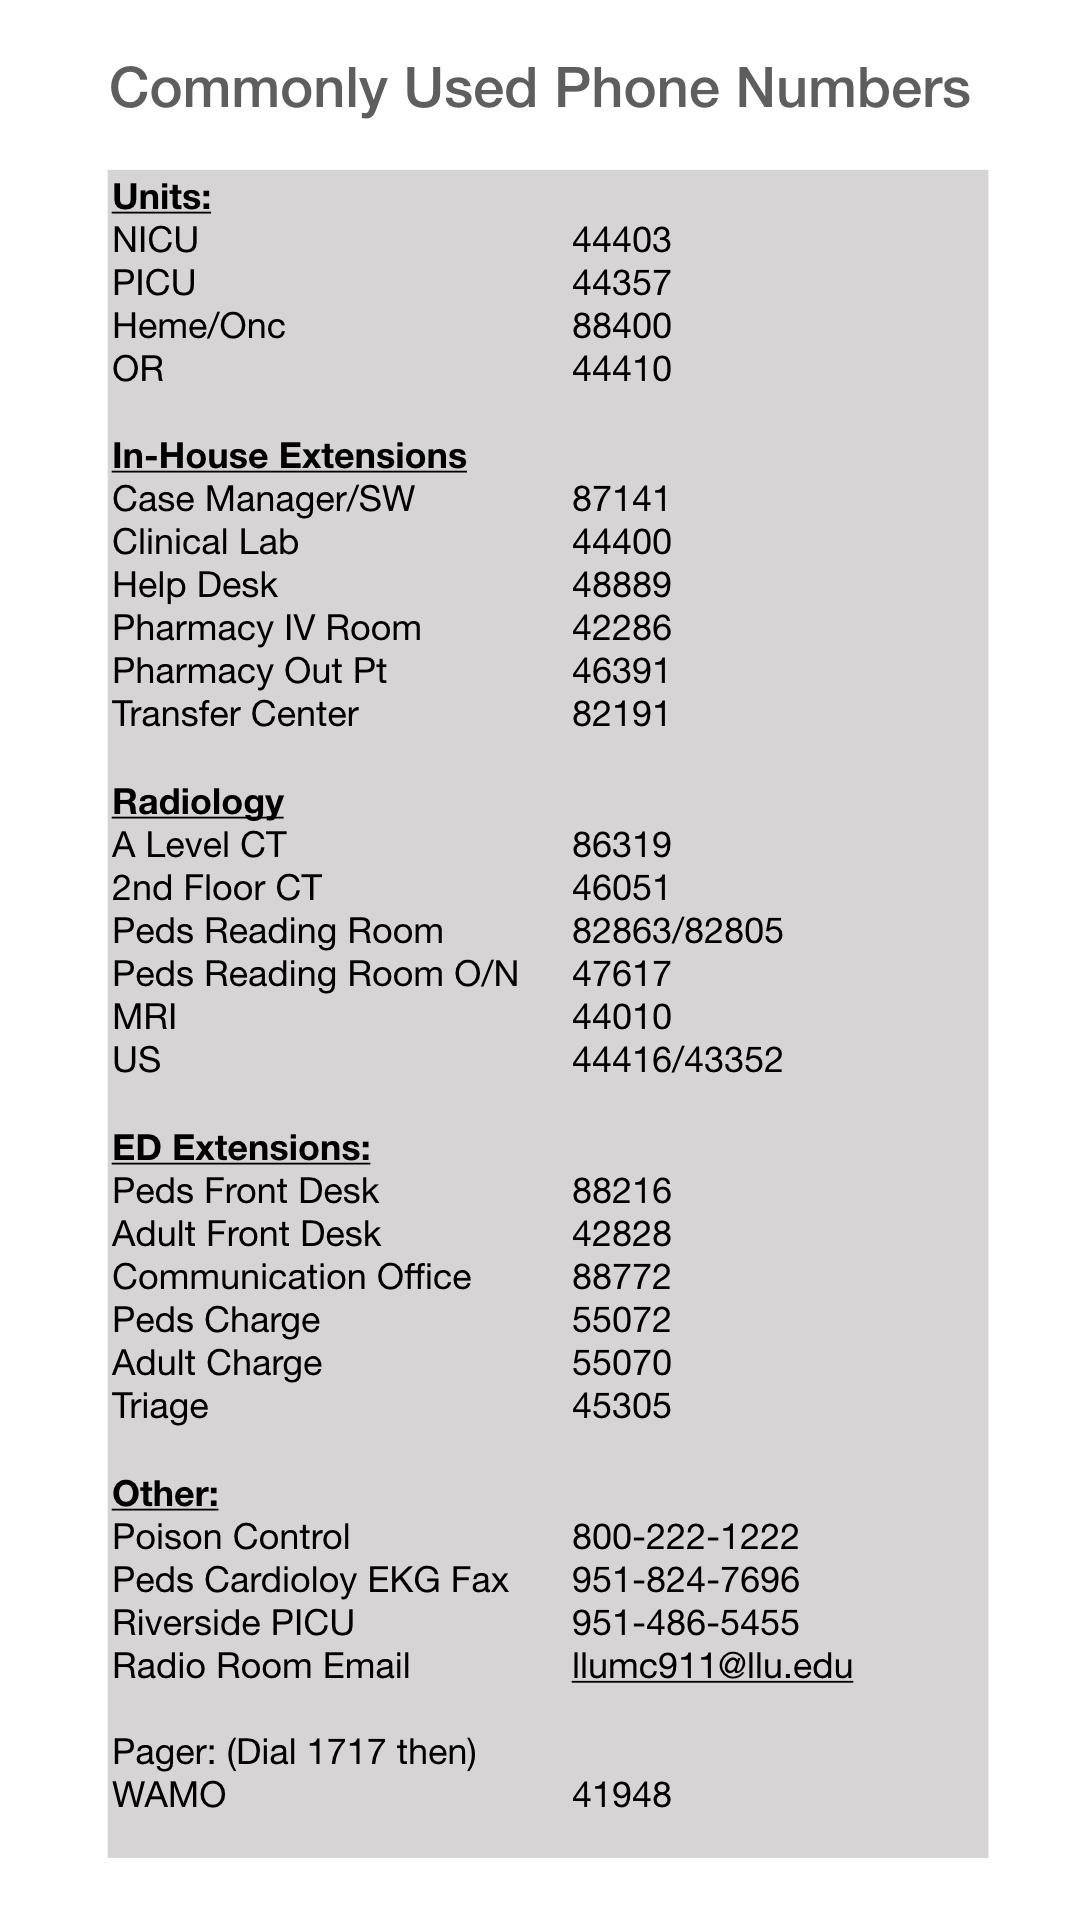 Commonly Used Phone Numbers
Units:
NICU 44403
PICU 44357
Heme/Onc 88400
OR 44410
In-House Extensions
Case Manager/SW 87141
Clinical Lab 44400
Help Desk 48889
Pharmacy IV Room 42286
Pharmacy Out Pt 46391
Transfer Center 82191
Radiology
A Level CT 86319
2nd Floor CT 46051
Peds Reading Room 82863/82805
Peds Reading Room O/N 47617
MRI 44010
US 44416/43352
ED Extensions:
Peds Front Desk 88216
Adult Front Desk 42828
Communication Office 88772
Peds Charge 55072
Adult Charge 55070
Triage 45305
Other:
Poison Control 800-222-1222
Peds Cardioloy EKG Fax 951-824-7696
Riverside PICU 951-486-5455
Radio Room Email llumc911@llu.edu
Pager: (Dial 1717 then)
WAMO 41948